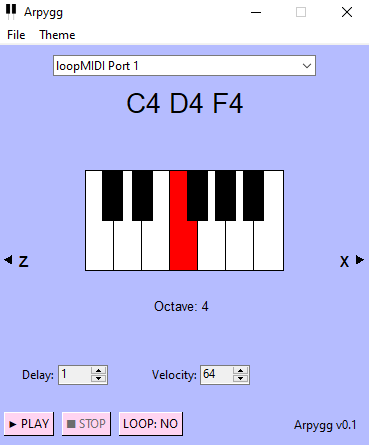 Arpygg
File Theme
loopMIDI Port 1
C4 D4 F4
Z X
Octave: 4
Delay: 1 Velocity: 64
PLAY STOP LOOP: NO Arpygg v0.1